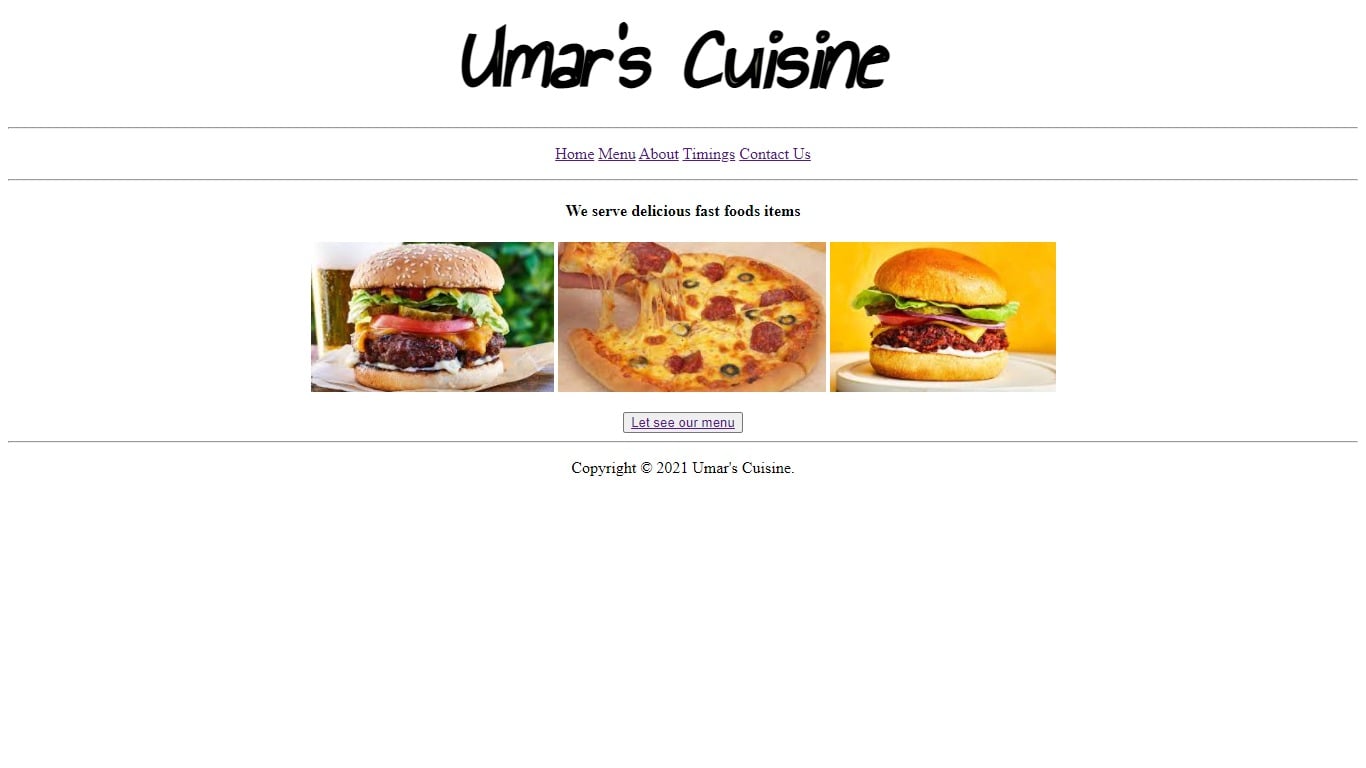 Umar's Cuisine
Home Menu About Timings Contact Us
We serve delicious fast foods items
Let see our menu
Copyright © 2021 Umar's Cuisine.